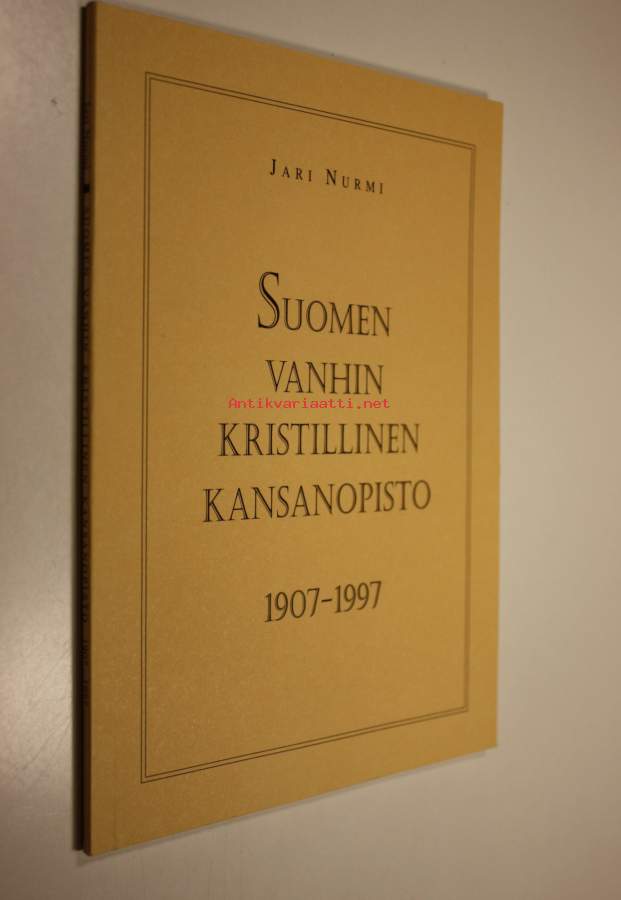 JARI NURMI
SUOMEN
VANHIN
Antikvariaatti.net
KRISTILLINEN
KANSANOPISTO
1907-1997